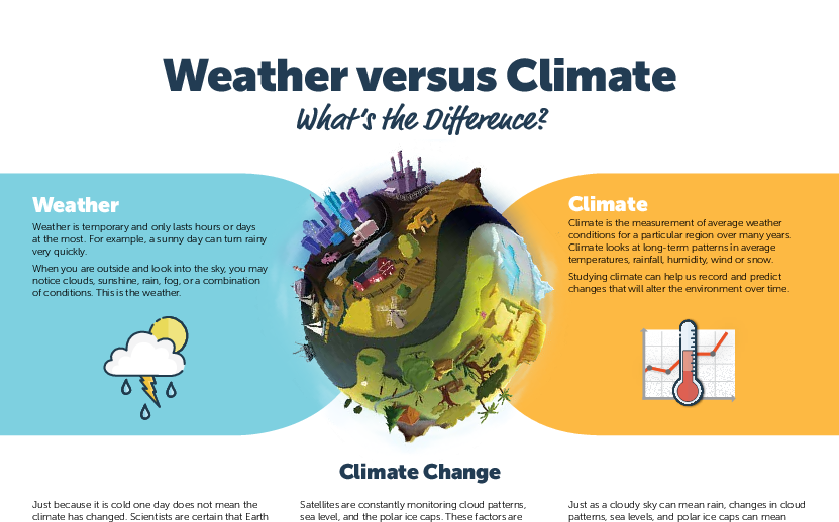 Weather versus Climate
What's the Difference?
Weather
Weather is temporary and only lasts hours or days
at the most. For example, a sunny day can turn rainy
very quickly.
When you are outside and look into the sky, you may
notice clouds, sunshine, rain, fog, or a combination
of conditions. This is the weather.
Climate
Climate is the measurement of average weather
conditions for a particular region over many years.
Climate looks at long-term patterns in average
temperatures, rainfall, humidity, wind or snow.
Studying climate can help us record and predict
changes that will alter the environment over time.
Climate Change
Just because it is cold one day does not mean the
climate has changed. Scientists are certain that Earth
Satellites are constantly monitoring cloud patterns,
sea level, and the polar ice caps. These factors are
Just as a cloudy sky can mean rain, changes in cloud
patterns, sea levels, and polar ice caps can mean